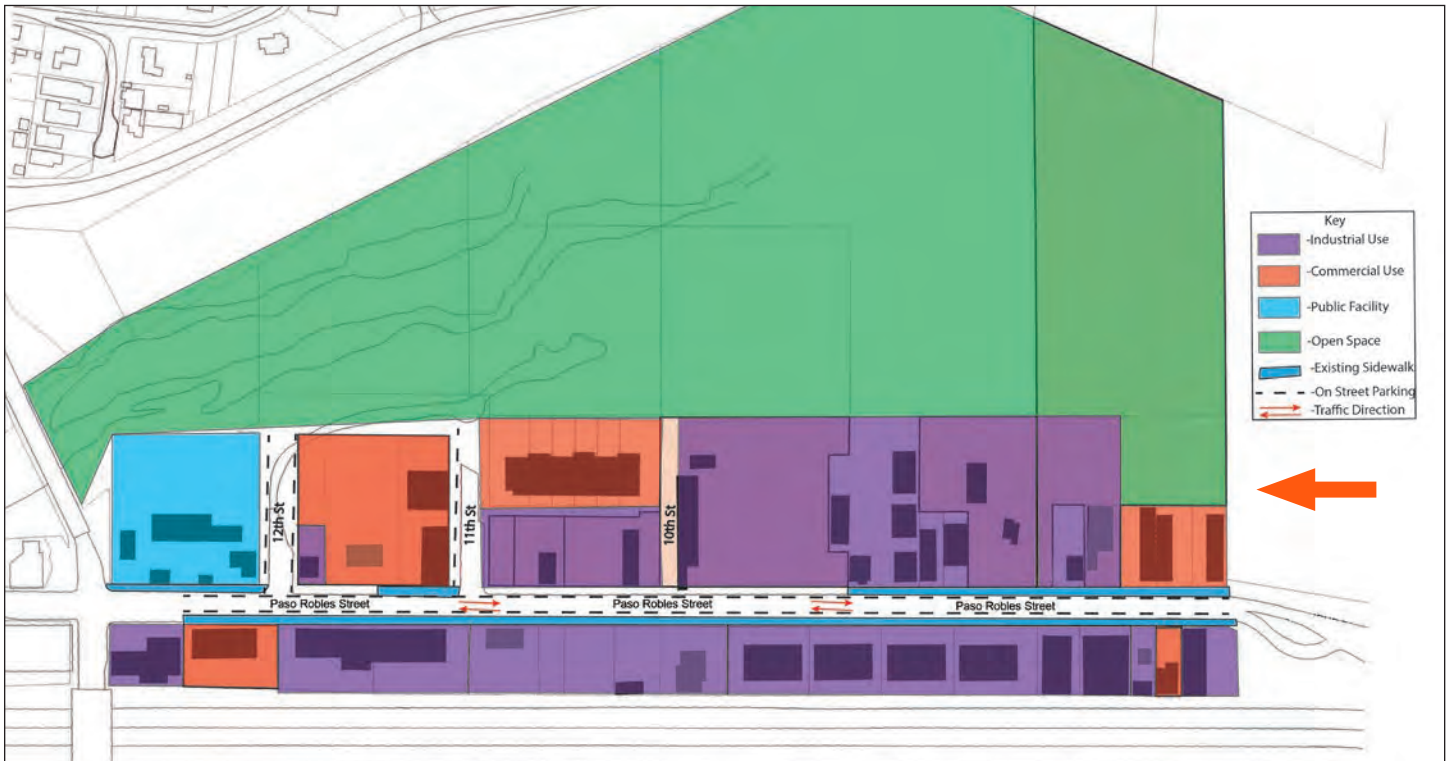 Key
-Industrial Use
-Commercial Use
-Public Facility
-Open Space
-Existing Sidewalk
-On Street Parking
-Traffic Direction
12th St
11th St
10th St
Paso Robles Street
Paso Robles Street
Paso Robles Street